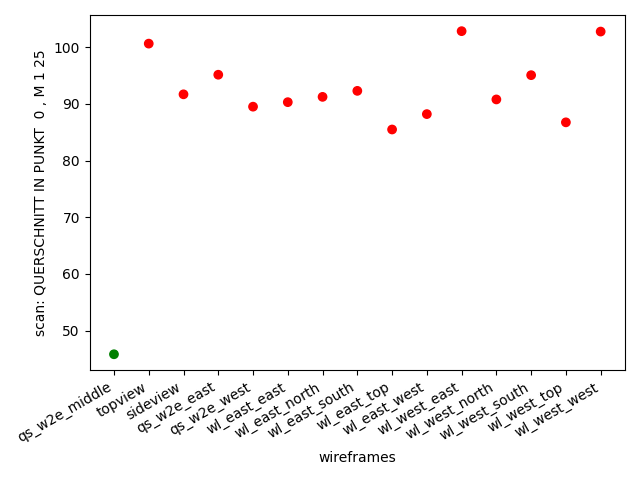 scan: QUERSCHNITT IN PUNKT  0 , M 1 25
100
90
80
70
60
50
qs_w2e_middle
topview
sideview
qs_w2e_east
qs_w2e_west
wl_east_east
wl_east_north
wl_east_south
wl_east_top
wl_east_west
wl_west_east
wl_west_north
wl_west_south
wl_west_top
wl_west_west
wireframes